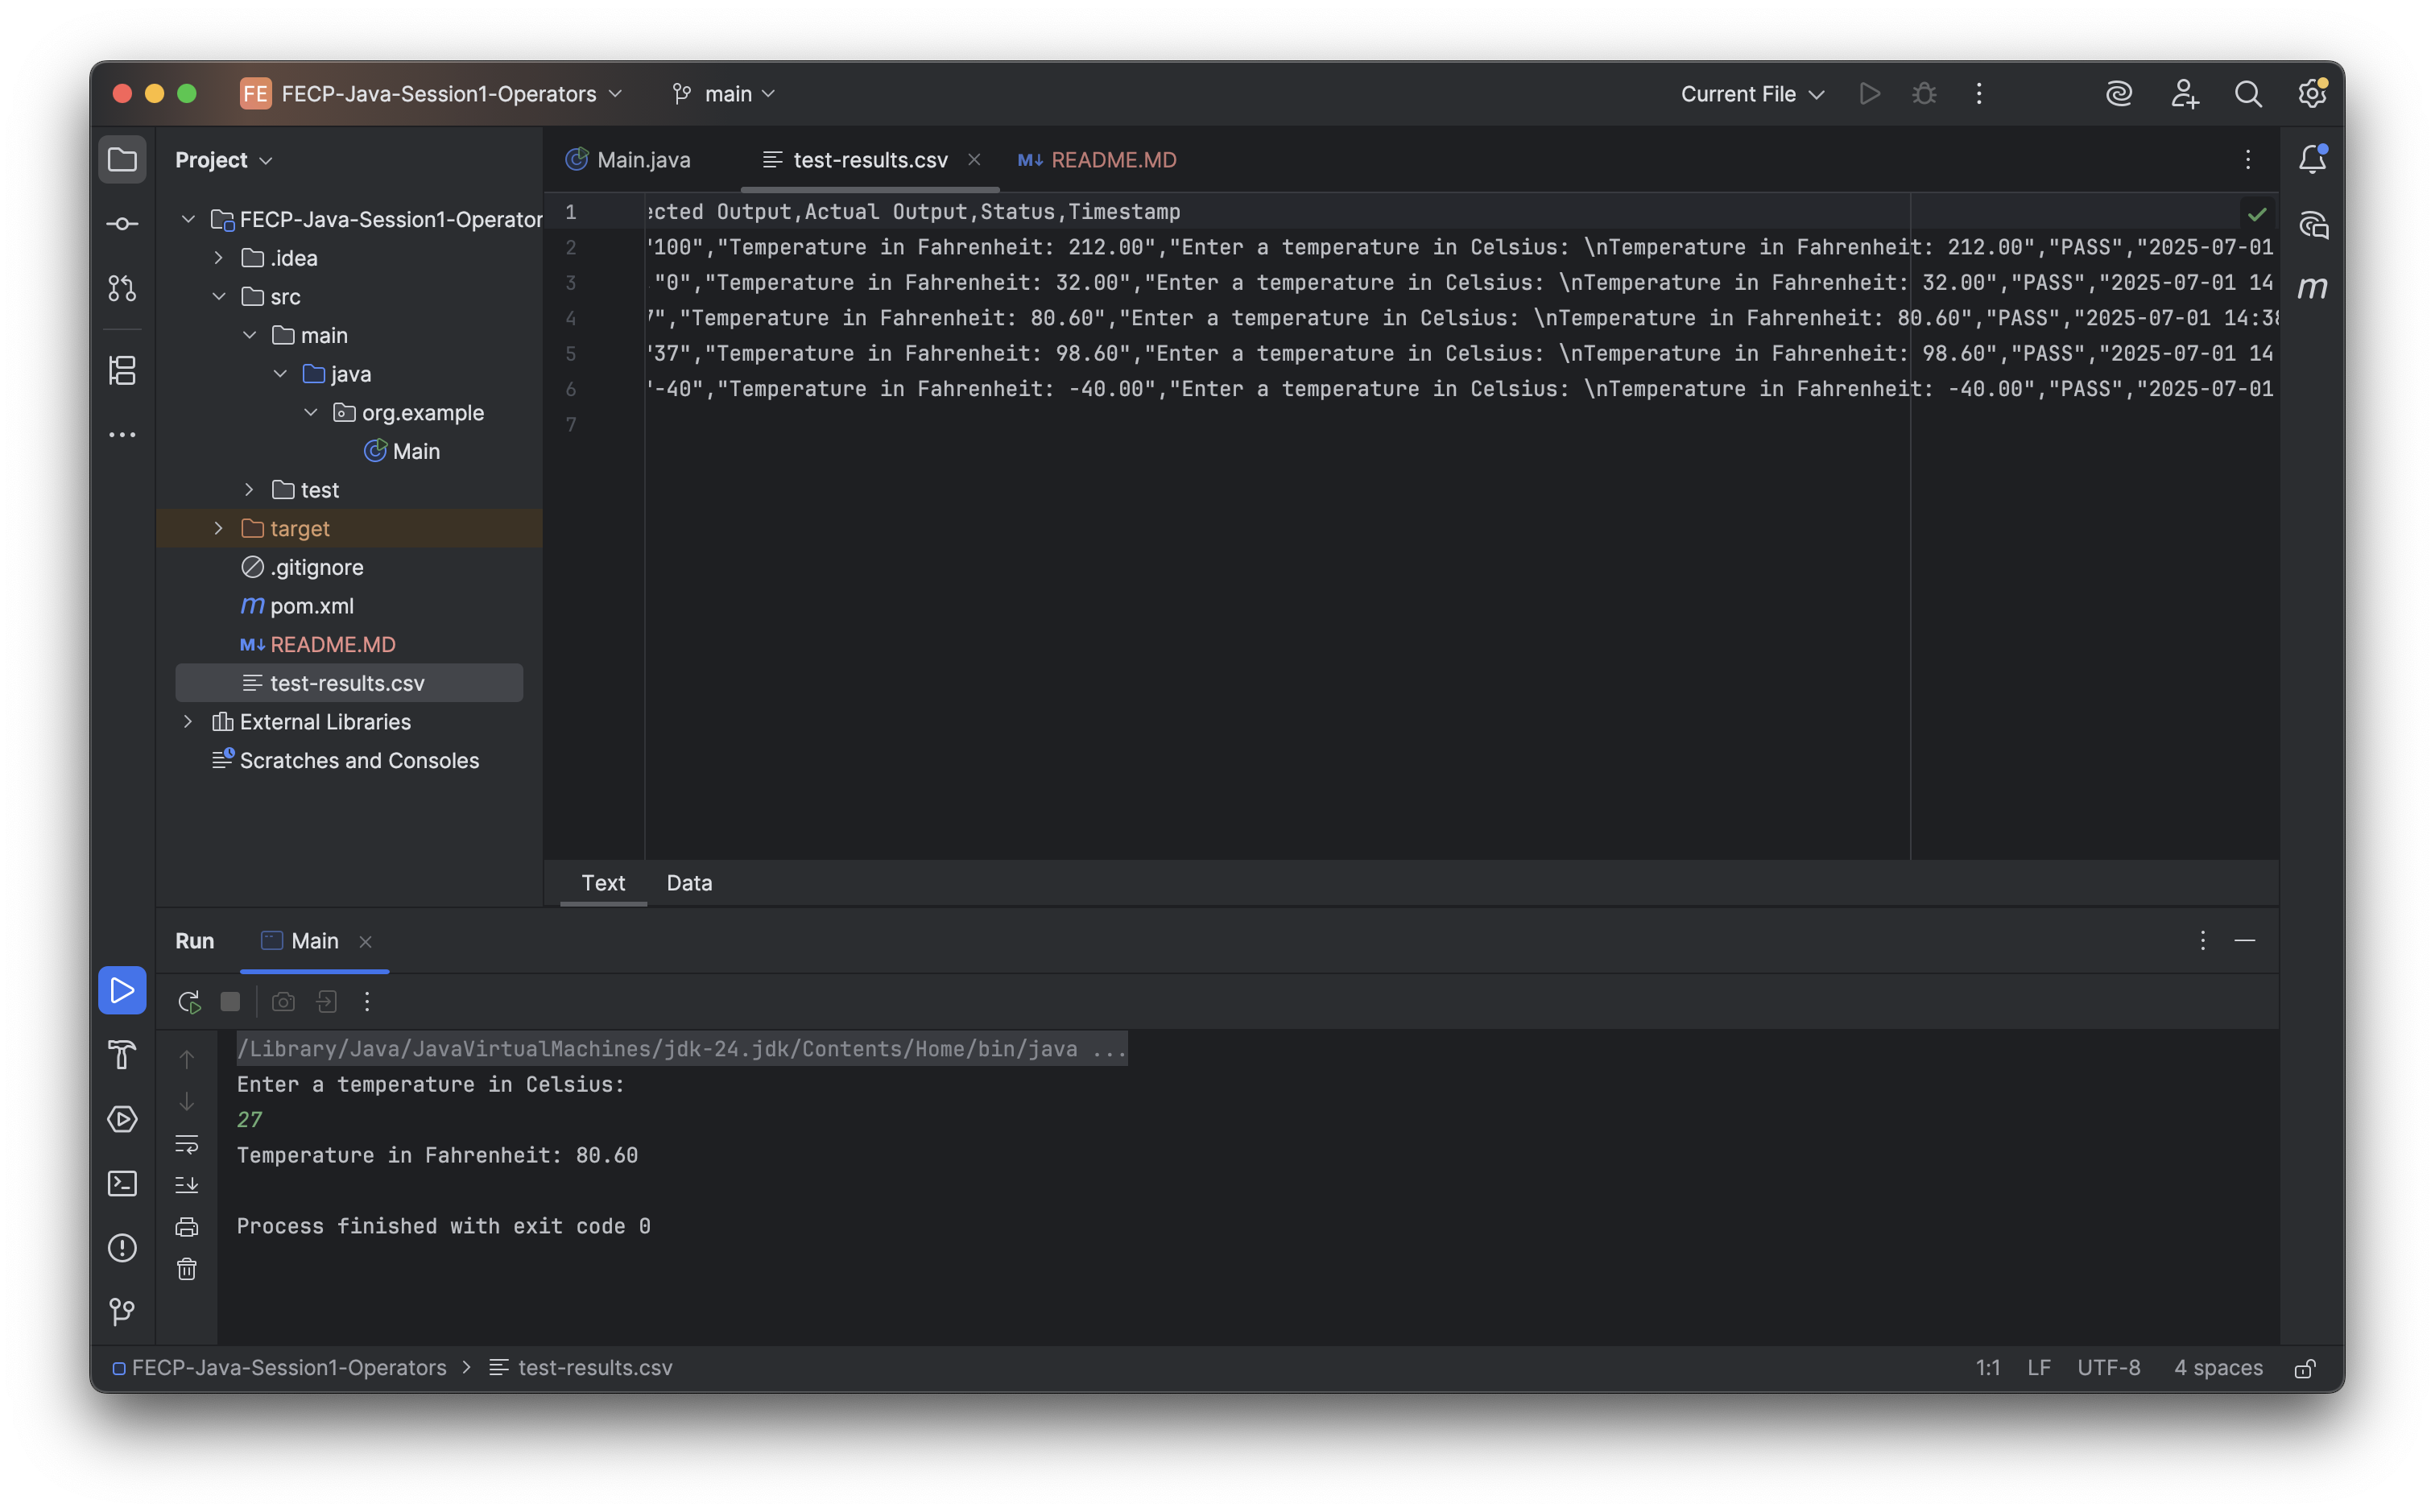 FE FECP-Java-Session1-Operators main Current File
Project
Main.java test-results.csv README.MD
FECP-Java-Session1-Operator
.idea
src
main
java
org.example
Main
test
target
.gitignore
pom.xml
README.MD
test-results.csv
External Libraries
Scratches and Consoles
1 ected Output,Actual Output,Status,Timestamp
2 "100","Temperature in Fahrenheit: 212.00","Enter a temperature in Celsius: \nTemperature in Fahrenheit: 212.00","PASS","2025-07-01
3 "0","Temperature in Fahrenheit: 32.00","Enter a temperature in Celsius: \nTemperature in Fahrenheit: 32.00","PASS","2025-07-01 14
4 7","Temperature in Fahrenheit: 80.60","Enter a temperature in Celsius: \nTemperature in Fahrenheit: 80.60","PASS","2025-07-01 14:38
5 "37","Temperature in Fahrenheit: 98.60","Enter a temperature in Celsius: \nTemperature in Fahrenheit: 98.60","PASS","2025-07-01 14
6 "-40","Temperature in Fahrenheit: -40.00","Enter a temperature in Celsius: \nTemperature in Fahrenheit: -40.00","PASS","2025-07-01
7
Text Data
Run Main
/Library/Java/JavaVirtualMachines/jdk-24.jdk/Contents/Home/bin/java ...
Enter a temperature in Celsius:
27
Temperature in Fahrenheit: 80.60
Process finished with exit code 0
FECP-Java-Session1-Operators > test-results.csv 1:1 LF UTF-8 4 spaces